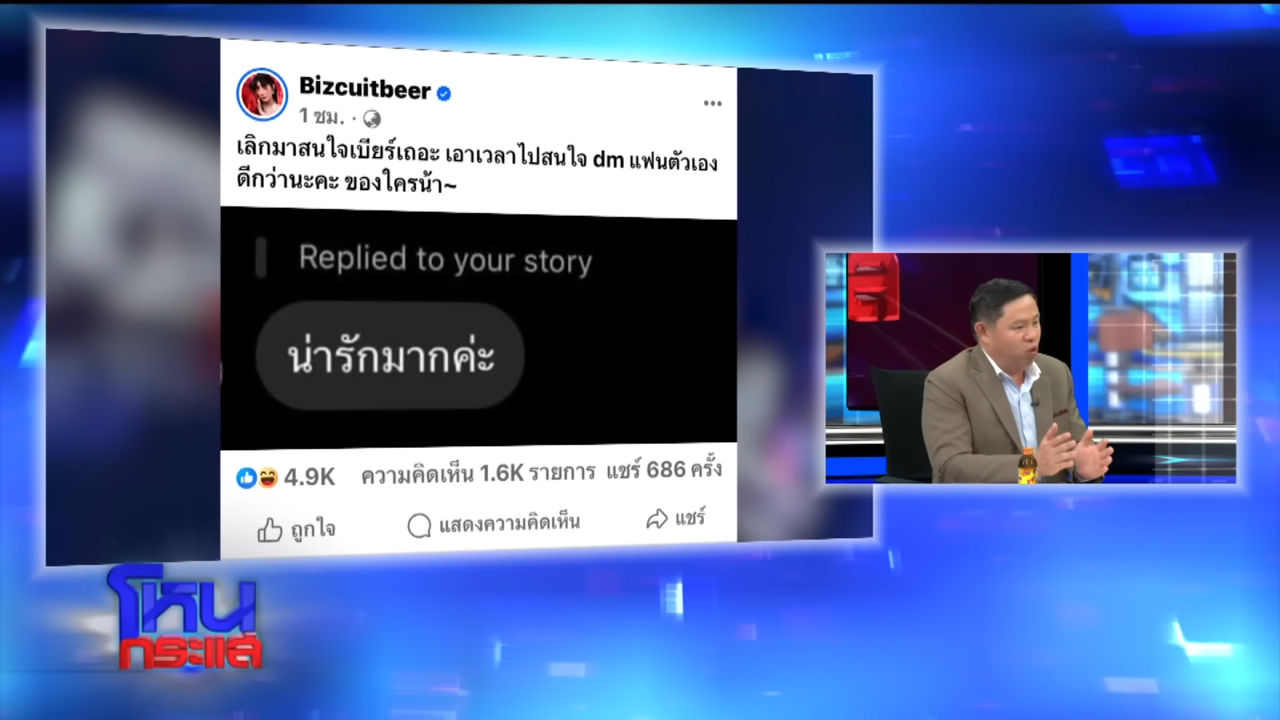 Bizcuitbeer
1 ชม. ·
เลิกมาสนใจเบียร์เถอะ เอาเวลาไปสนใจ dm แฟนตัวเอง
ดีกว่านะคะ ของใครน้า~
Replied to your story
น่ารักมากค่ะ
4.9K ความคิดเห็น 1.6K รายการ แชร์ 686 ครั้ง
ถูกใจ แสดงความคิดเห็น แชร์
โหน
กระแส